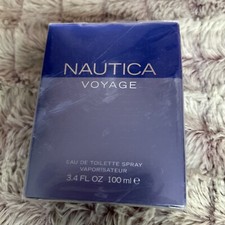 NAUTICA
VOYAGE
EAU DE TOILETTE SPRAY
VAPORISATEUR
3.4 FL OZ 100 ml ℮